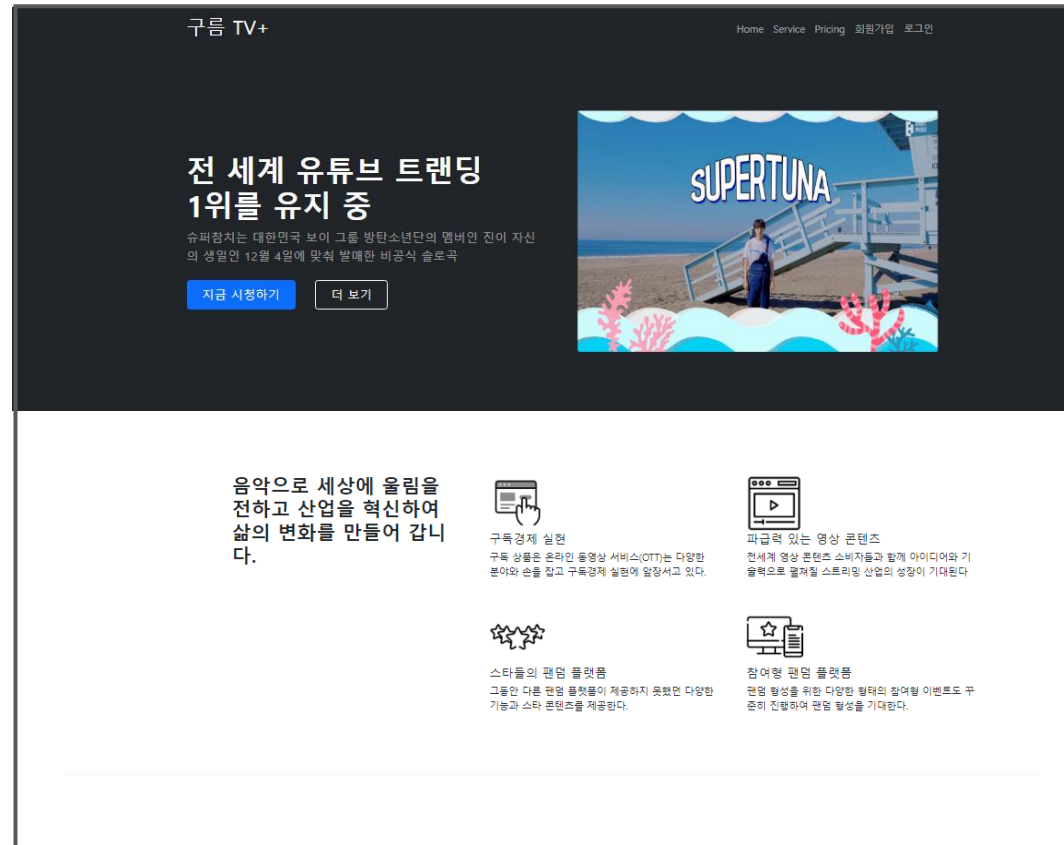 구름 TV+
Home Service Pricing 회원가입 로그인
전 세계 유튜브 트랜딩
1위를 유지 중
슈퍼참치는 대한민국 보이 그룹 방탄소년단의 멤버인 진이 자신
의 생일인 12월 4일에 맞춰 발매한 비공식 솔로곡
지금 시청하기
더 보기
SUPERTUNA
음악으로 세상에 울림을
전하고 산업을 혁신하여
삶의 변화를 만들어 갑니
다.
구독경제 실현
구독 상품은 온라인 동영상 서비스(OTT)는 다양한
분야와 손을 잡고 구독경제 실현에 앞장서고 있다.
파급력 있는 영상 콘텐츠
전세계 영상 콘텐츠 소비자들과 함께 아이디어와 기
술력으로 펼쳐질 스트리밍 산업의 성장이 기대된다
스타들의 팬덤 플랫폼
그동안 다른 팬덤 플랫폼이 제공하지 못했던 다양한
기능과 스타 콘텐츠를 제공한다.
참여형 팬덤 플랫폼
팬덤 형성을 위한 다양한 형태의 참여형 이벤트도 꾸
준히 진행하여 팬덤 형성을 기대한다.